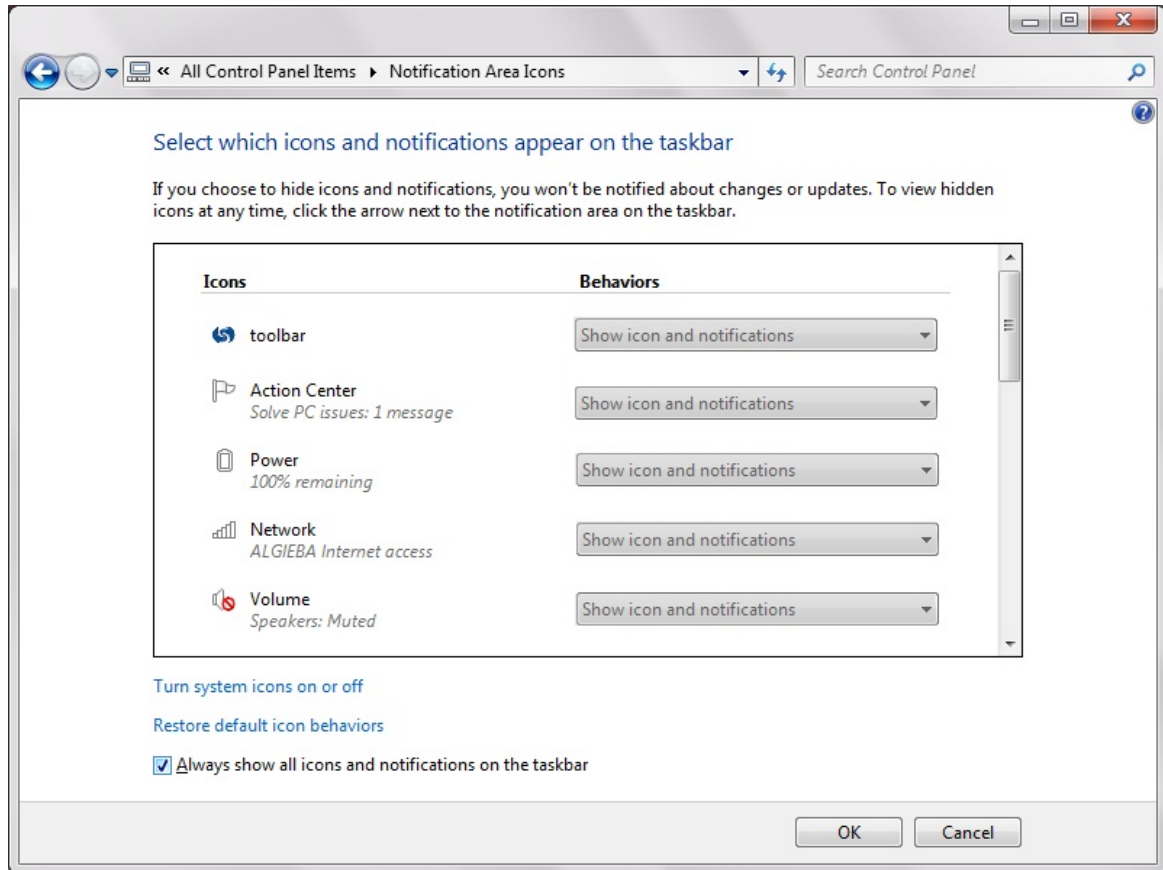 « All Control Panel Items ▸ Notification Area Icons
Search Control Panel
Select which icons and notifications appear on the taskbar
If you choose to hide icons and notifications, you won't be notified about changes or updates. To view hidden
icons at any time, click the arrow next to the notification area on the taskbar.
Icons Behaviors
toolbar Show icon and notifications
Action Center
Solve PC issues: 1 message
Show icon and notifications
Power
100% remaining
Show icon and notifications
Network
ALGIEBA Internet access
Show icon and notifications
Volume
Speakers: Muted
Show icon and notifications
Turn system icons on or off
Restore default icon behaviors
Always show all icons and notifications on the taskbar
OK Cancel